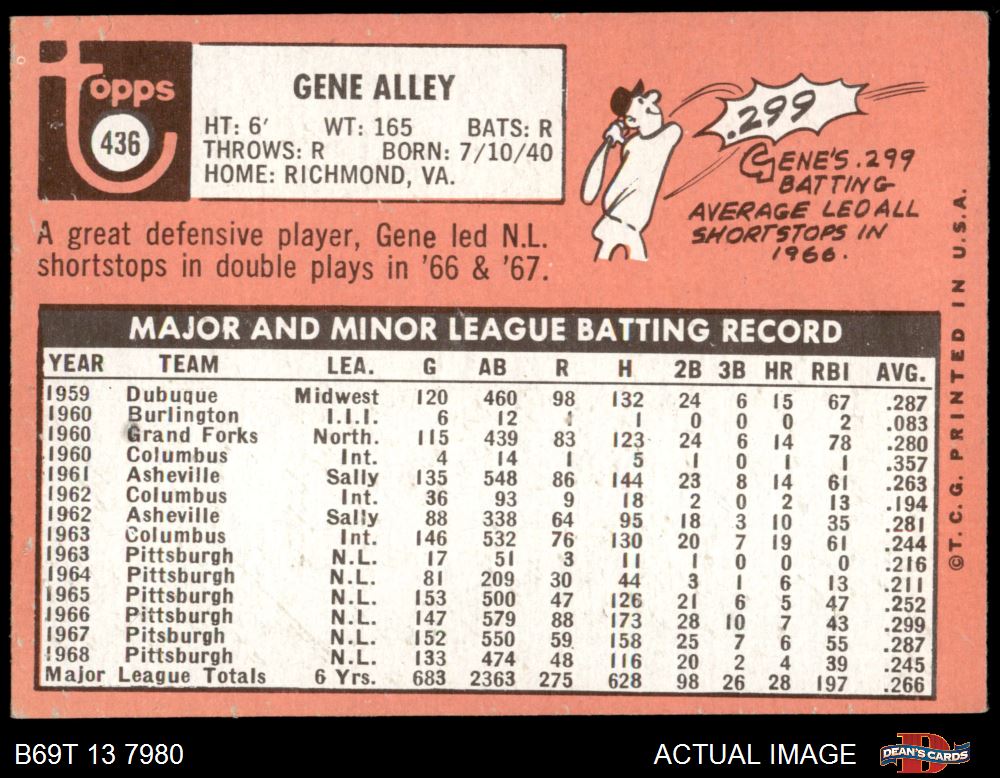 Topps
436
GENE ALLEY
HT: 6' WT: 165 BATS: R
THROWS: R BORN: 7/10/40
HOME: RICHMOND, VA.
A great defensive player, Gene led N.L.
shortstops in double plays in '66 & '67.
.299
GENE'S .299
BATTING
AVERAGE LED ALL
SHORTSTOPS IN
1966.
MAJOR AND MINOR LEAGUE BATTING RECORD
YEAR TEAM LEA. G AB R H 2B 3B HR RBI AVG.
1959 Dubuque Midwest 120 460 98 132 24 6 15 67 .287
1960 Burlington I.I.I. 6 12 1 1 0 0 0 2 .083
1960 Grand Forks North. 115 439 83 123 24 6 14 78 .280
1960 Columbus Int. 4 14 1 5 1 0 1 1 .357
1961 Asheville Sally 135 548 86 144 23 8 14 61 .263
1962 Columbus Int. 36 93 9 18 2 0 2 13 .194
1962 Asheville Sally 88 338 64 95 18 3 10 35 .281
1963 Columbus Int. 146 532 76 130 20 7 19 61 .244
1963 Pittsburgh N.L. 17 51 3 11 1 0 0 0 .216
1964 Pittsburgh N.L. 81 209 30 44 3 1 6 13 .211
1965 Pittsburgh N.L. 153 500 47 126 21 6 5 47 .252
1966 Pittsburgh N.L. 147 579 88 173 28 10 7 43 .299
1967 Pitsburgh N.L. 152 550 59 158 25 7 6 55 .287
1968 Pittsburgh N.L. 133 474 48 116 20 2 4 39 .245
Major League Totals 6 Yrs. 683 2363 275 628 98 26 28 197 .266
© T. C. G. PRINTED IN U.S.A.
B69T 13 7980
ACTUAL IMAGE
DEAN'S CARDS